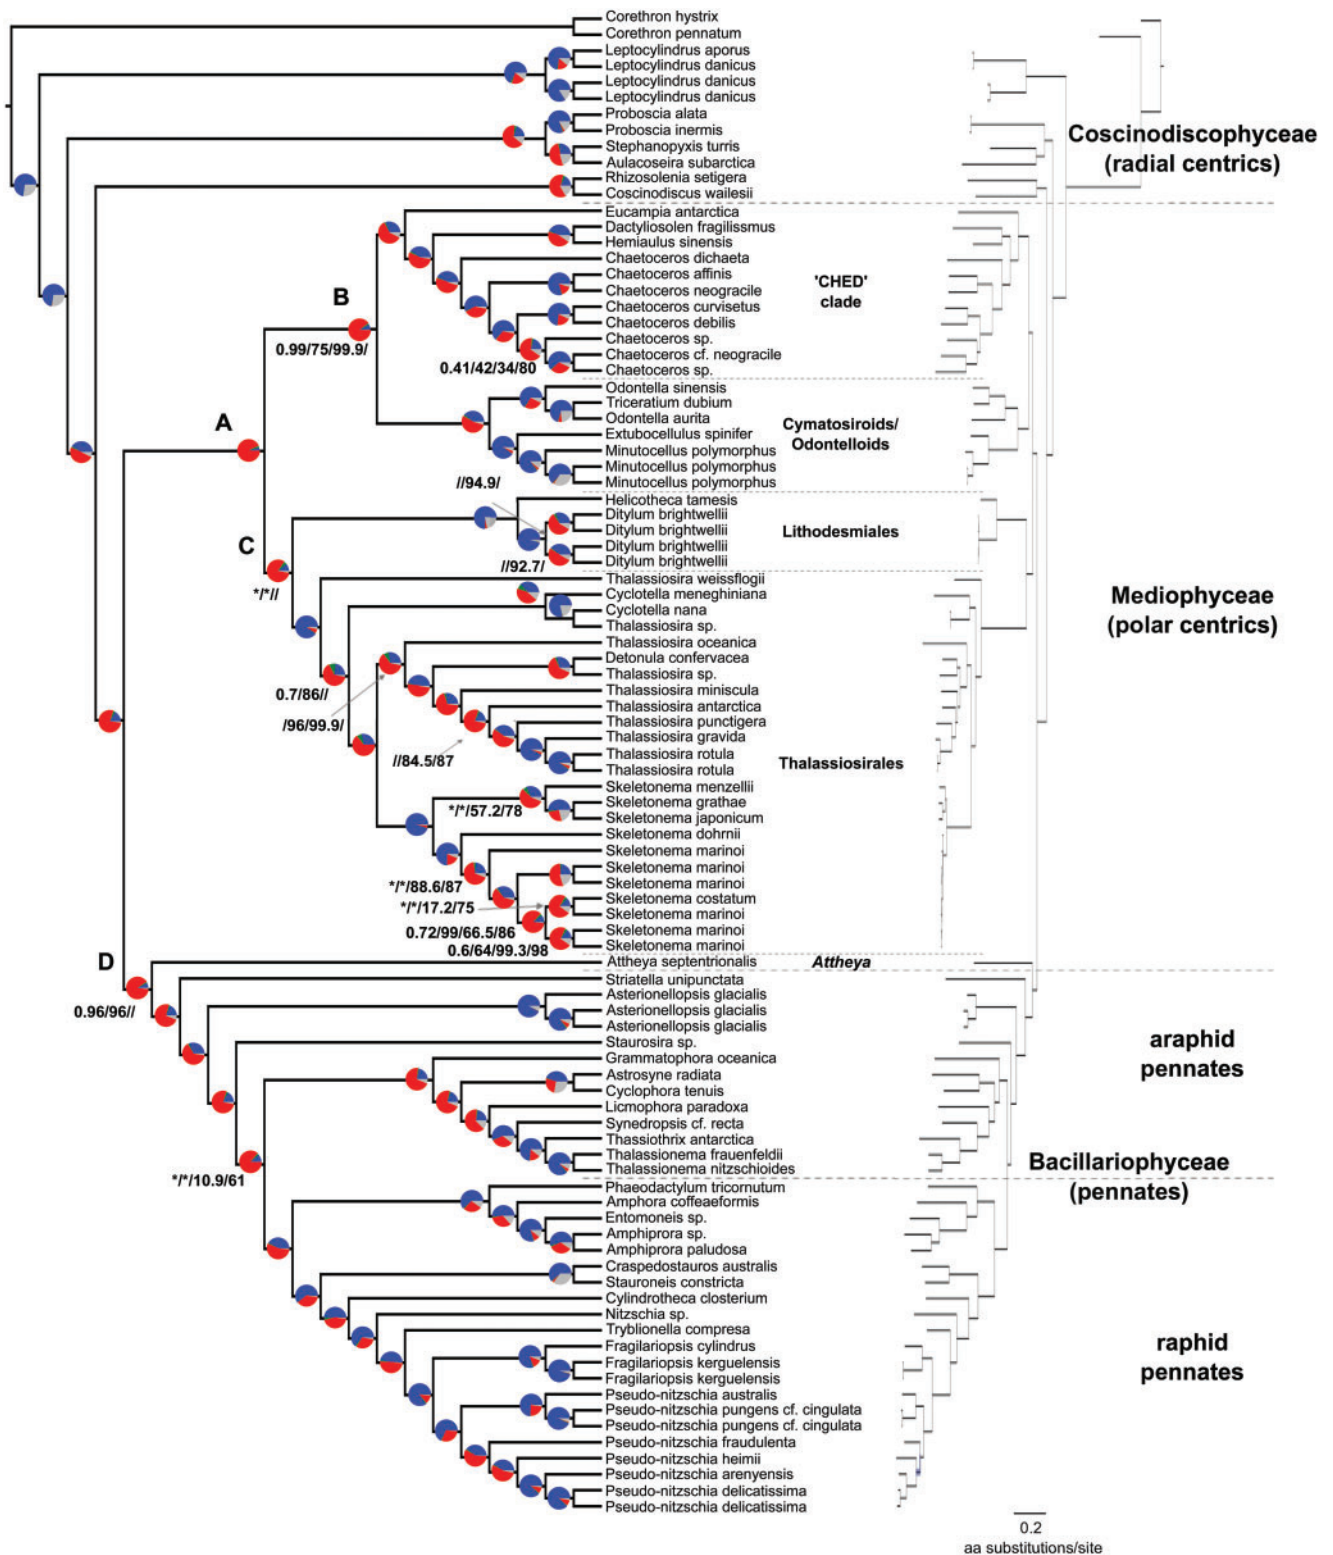 Corethron hystrix
Corethron pennatum
Leptocylindrus aporus
Leptocylindrus danicus
Leptocylindrus danicus
Leptocylindrus danicus
Proboscia alata
Proboscia inermis
Stephanopyxis turris
Aulacoseira subarctica
Rhizosolenia setigera
Coscinodiscus wailesii
Coscinodiscophyceae
(radial centrics)
Eucampia antarctica
Dactyliosolen fragilissmus
Hemiaulus sinensis
Chaetoceros dichaeta
Chaetoceros affinis
Chaetoceros neogracile
Chaetoceros curvisetus
Chaetoceros debilis
Chaetoceros sp.
Chaetoceros cf. neogracile
Chaetoceros sp.
'CHED'
clade
B
0.99/75/99.9/
0.41/42/34/80
A
Odontella sinensis
Triceratium dubium
Odontella aurita
Extubocellulus spinifer
Minutocellus polymorphus
Minutocellus polymorphus
Minutocellus polymorphus
Cymatosiroids/
Odontelloids
//94.9/
Helicotheca tamesis
Ditylum brightwellii
Ditylum brightwellii
Ditylum brightwellii
Ditylum brightwellii
Lithodesmiales
C
//92.7/
*/*//
Thalassiosira weissflogii
Cyclotella meneghiniana
Cyclotella nana
Thalassiosira sp.
Thalassiosira oceanica
Detonula confervacea
Thalassiosira sp.
Thalassiosira miniscula
Thalassiosira antarctica
Thalassiosira punctigera
Thalassiosira gravida
Thalassiosira rotula
Thalassiosira rotula
Skeletonema menzellii
Skeletonema grathae
Skeletonema japonicum
Skeletonema dohrnii
Skeletonema marinoi
Skeletonema marinoi
Skeletonema marinoi
Skeletonema costatum
Skeletonema marinoi
Skeletonema marinoi
Skeletonema marinoi
Thalassiosirales
Mediophyceae
(polar centrics)
0.7/86//
/96/99.9/
//84.5/87
*/*/57.2/78
*/*/88.6/87
*/*/17.2/75
0.72/99/66.5/86
0.6/64/99.3/98
D
Attheya septentrionalis
Attheya
0.96/96//
Striatella unipunctata
Asterionellopsis glacialis
Asterionellopsis glacialis
Asterionellopsis glacialis
Staurosira sp.
Grammatophora oceanica
Astrosyne radiata
Cyclophora tenuis
Licmophora paradoxa
Synedropsis cf. recta
Thassiothrix antarctica
Thalassionema frauenfeldii
Thalassionema nitzschioides
araphid
pennates
*/*/10.9/61
Bacillariophyceae
(pennates)
Phaeodactylum tricornutum
Amphora coffeaeformis
Entomoneis sp.
Amphiprora sp.
Amphiprora paludosa
Craspedostauros australis
Stauroneis constricta
Cylindrotheca closterium
Nitzschia sp.
Tryblionella compresa
Fragilariopsis cylindrus
Fragilariopsis kerguelensis
Fragilariopsis kerguelensis
Pseudo-nitzschia australis
Pseudo-nitzschia pungens cf. cingulata
Pseudo-nitzschia pungens cf. cingulata
Pseudo-nitzschia fraudulenta
Pseudo-nitzschia heimii
Pseudo-nitzschia arenyensis
Pseudo-nitzschia delicatissima
Pseudo-nitzschia delicatissima
raphid
pennates
0.2
aa substitutions/site